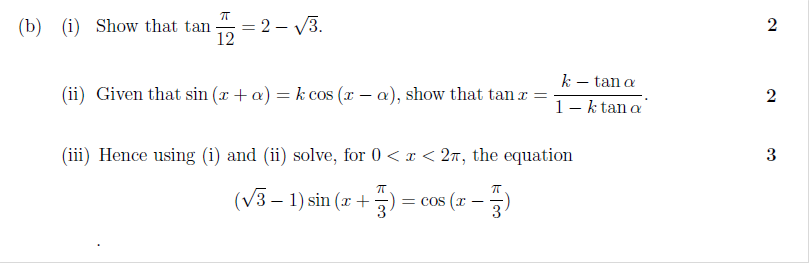 (b) (i) Show that tan π/12 = 2 − √3. 2
(ii) Given that sin (x + α) = k cos (x − α), show that tan x = (k − tan α)/(1 − k tan α). 2
(iii) Hence using (i) and (ii) solve, for 0 < x < 2π, the equation 3
(√3 − 1) sin (x + π/3) = cos (x − π/3)
.